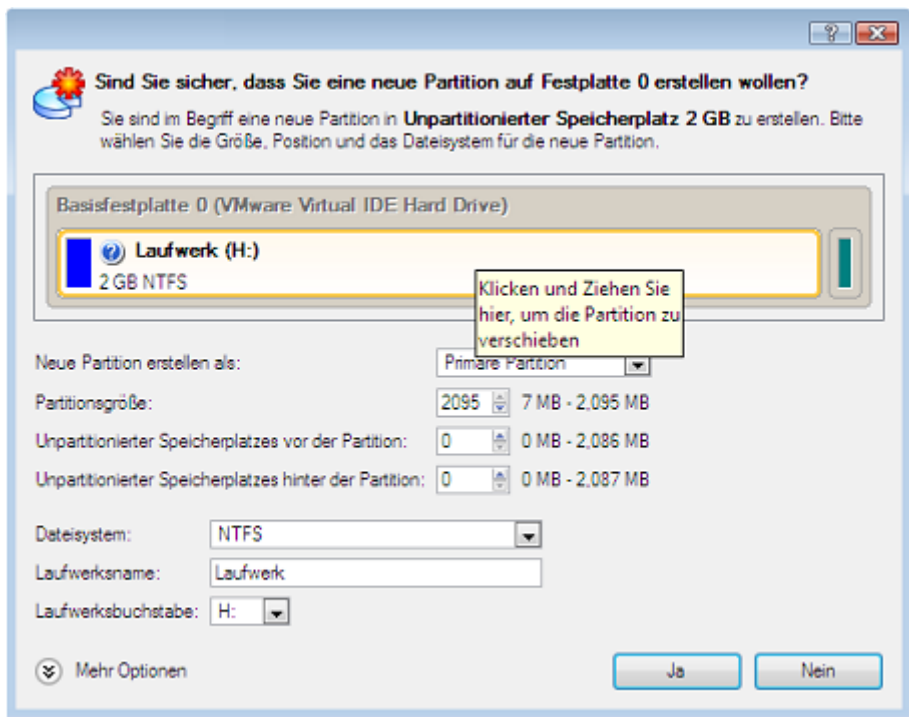 Sind Sie sicher, dass Sie eine neue Partition auf Festplatte 0 erstellen wollen?
Sie sind im Begriff eine neue Partition in Unpartitionierter Speicherplatz 2 GB zu erstellen. Bitte
wählen Sie die Größe, Position und das Dateisystem für die neue Partition.
Basisfestplatte 0 (VMware Virtual IDE Hard Drive)
Laufwerk (H:)
2 GB NTFS
Klicken und Ziehen Sie
hier, um die Partition zu
verschieben
Neue Partition erstellen als: Primäre Partition
Partitionsgröße: 2095 7 MB - 2,095 MB
Unpartitionierter Speicherplatzes vor der Partition: 0 0 MB - 2,086 MB
Unpartitionierter Speicherplatzes hinter der Partition: 0 0 MB - 2,087 MB
Dateisystem: NTFS
Laufwerksname: Laufwerk
Laufwerksbuchstabe: H:
Mehr Optionen Ja Nein